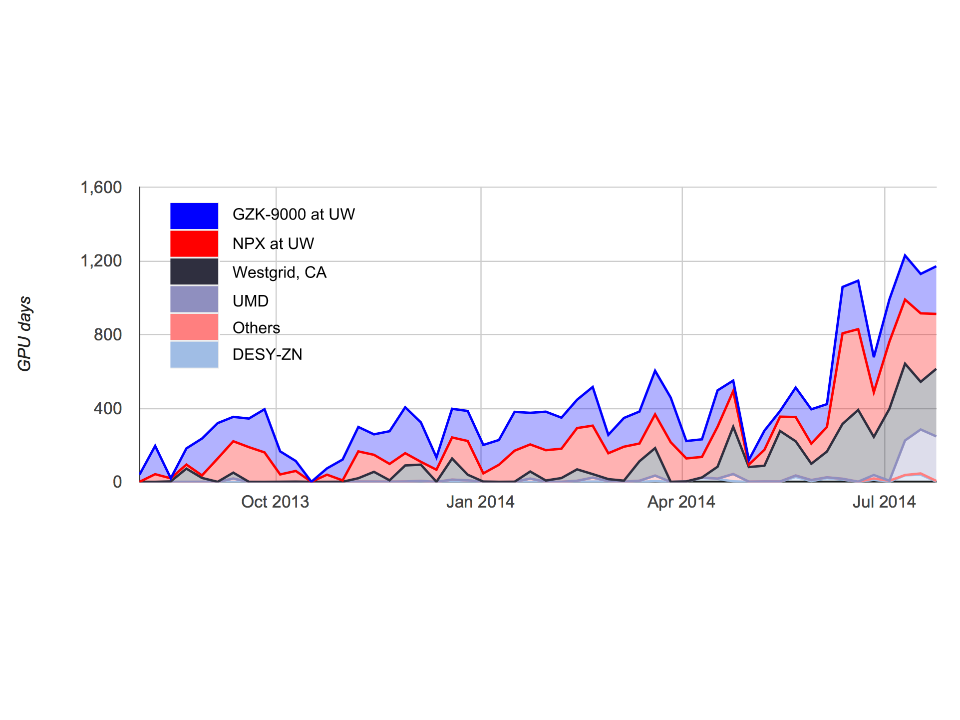 1,600
1,200
800
400
0
GPU days
GZK-9000 at UW
NPX at UW
Westgrid, CA
UMD
Others
DESY-ZN
Oct 2013
Jan 2014
Apr 2014
Jul 2014